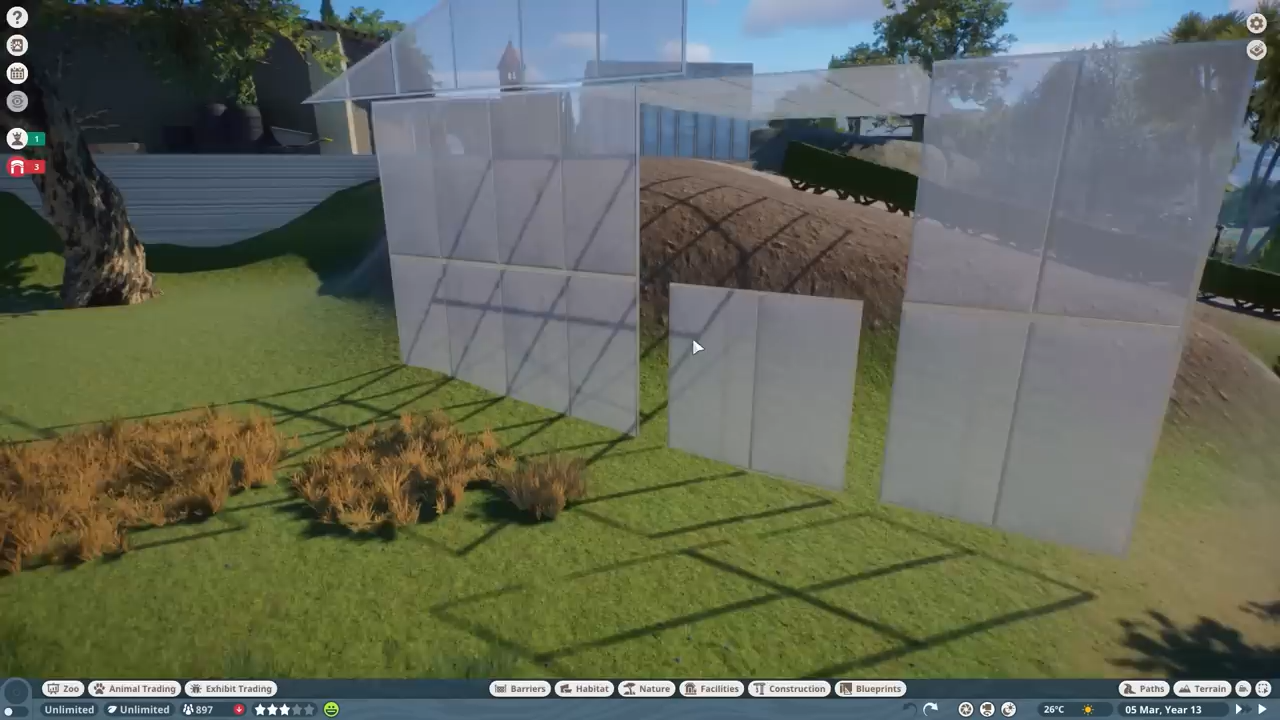 ?
1
3
Zoo
Animal Trading
Exhibit Trading
Barriers
Habitat
Nature
Facilities
Construction
Blueprints
Paths
Terrain
Unlimited
Unlimited
897
26°C
05 Mar, Year 13